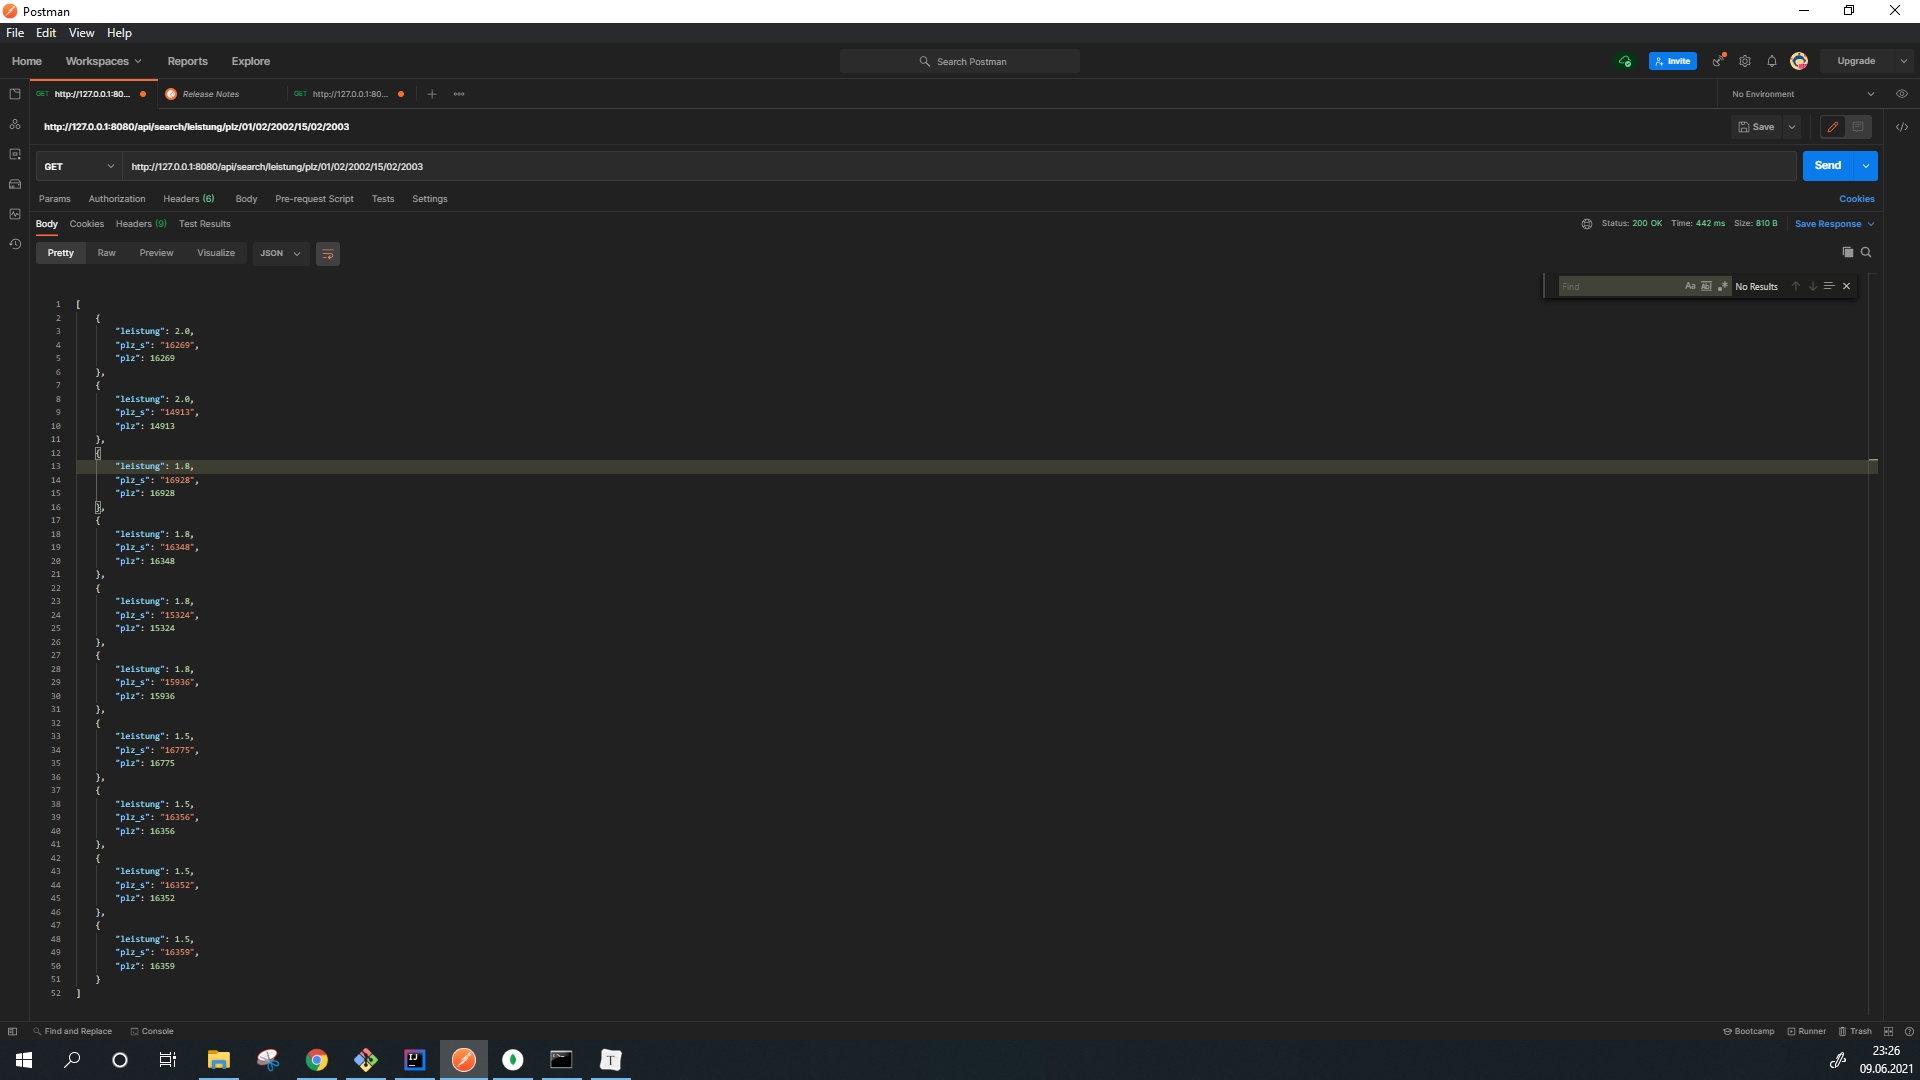 Postman
File Edit View Help
Home Workspaces Reports Explore Search Postman Invite Upgrade
GET http://127.0.0.1:80... Release Notes GET http://127.0.0.1:80... No Environment
http://127.0.0.1:8080/api/search/leistung/plz/01/02/2002/15/02/2003 Save
GET http://127.0.0.1:8080/api/search/leistung/plz/01/02/2002/15/02/2003 Send
Params Authorization Headers (6) Body Pre-request Script Tests Settings Cookies
Body Cookies Headers (9) Test Results Status: 200 OK Time: 442 ms Size: 810 B Save Response
Pretty Raw Preview Visualize JSON
Find Aa Abl .* No Results
1 [
2 {
3 "leistung": 2.0,
4 "plz_s": "16269",
5 "plz": 16269
6 },
7 {
8 "leistung": 2.0,
9 "plz_s": "14913",
10 "plz": 14913
11 },
12 {
13 "leistung": 1.8,
14 "plz_s": "16928",
15 "plz": 16928
16 },
17 {
18 "leistung": 1.8,
19 "plz_s": "16348",
20 "plz": 16348
21 },
22 {
23 "leistung": 1.8,
24 "plz_s": "15324",
25 "plz": 15324
26 },
27 {
28 "leistung": 1.8,
29 "plz_s": "15936",
30 "plz": 15936
31 },
32 {
33 "leistung": 1.5,
34 "plz_s": "16775",
35 "plz": 16775
36 },
37 {
38 "leistung": 1.5,
39 "plz_s": "16356",
40 "plz": 16356
41 },
42 {
43 "leistung": 1.5,
44 "plz_s": "16352",
45 "plz": 16352
46 },
47 {
48 "leistung": 1.5,
49 "plz_s": "16359",
50 "plz": 16359
51 }
52 ]
Find and Replace Console Bootcamp Runner Trash
IJ T 23:26
09.06.2021